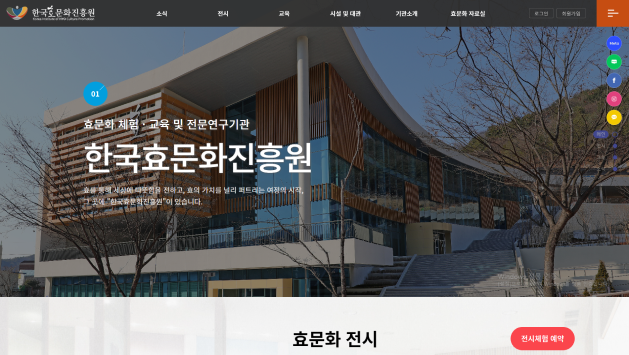 한국효문화진흥원
소식
전시
교육
시설 및 대관
기관소개
효문화 자료실
로그인
회원가입
01
효문화 체험 · 교육 및 전문연구기관
한국효문화진흥원
효를 통해 세상에 따뜻함을 전하고, 효의 가치를 널리 퍼트리는 여정의 시작,
그 곳에 "한국효문화진흥원"이 있습니다.
효문화 전시
전시체험 예약